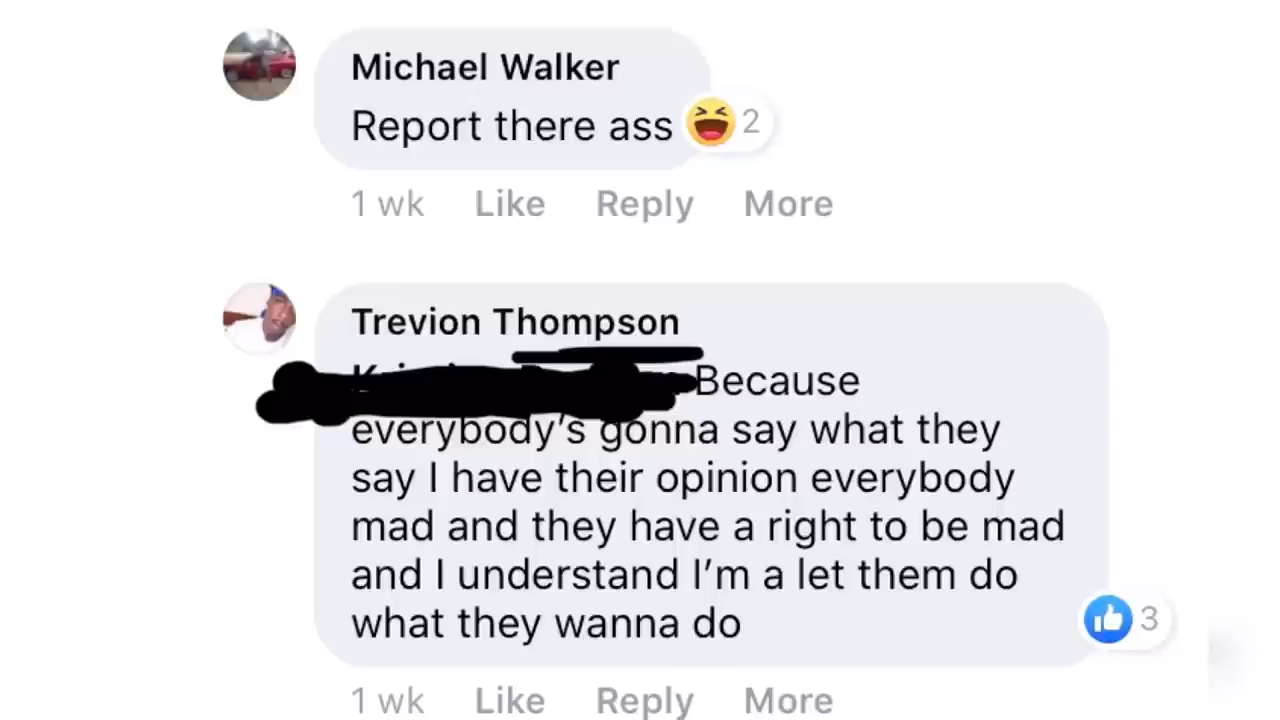 Michael Walker
Report there ass
2
1 wk Like Reply More
Trevion Thompson
Because
everybody's gonna say what they
say I have their opinion everybody
mad and they have a right to be mad
and I understand I'm a let them do
what they wanna do
3
1 wk Like Reply More